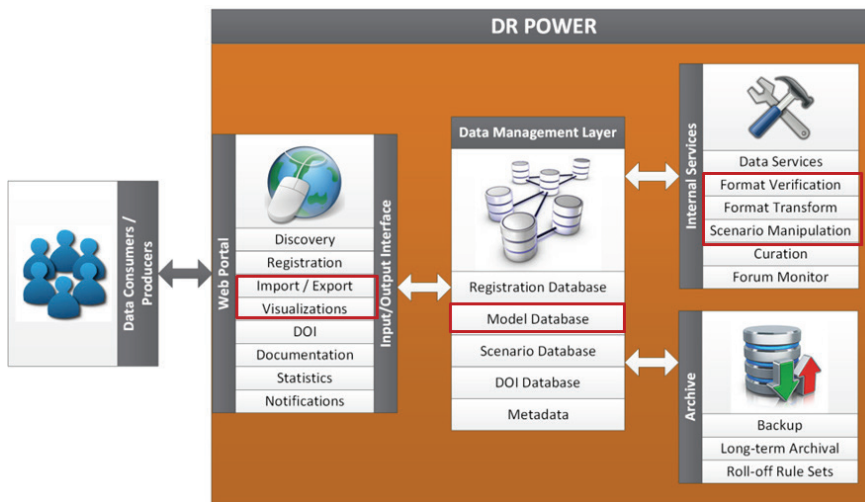 DR POWER
Data Consumers /
Producers
Web Portal
Discovery
Registration
Import / Export
Visualizations
DOI
Documentation
Statistics
Notifications
Input/Output Interface
Data Management Layer
Registration Database
Model Database
Scenario Database
DOI Database
Metadata
Internal Services
Data Services
Format Verification
Format Transform
Scenario Manipulation
Curation
Forum Monitor
Archive
Backup
Long-term Archival
Roll-off Rule Sets